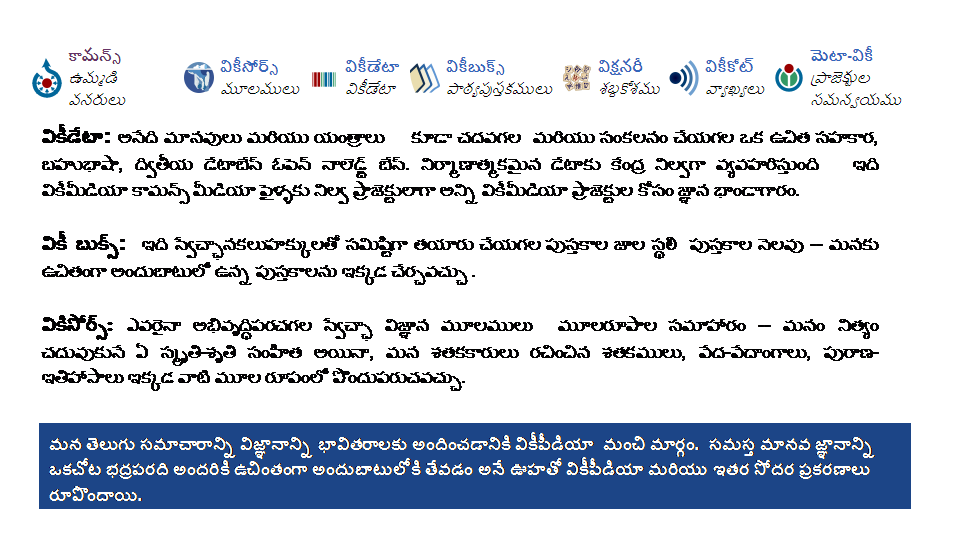 కామన్స్
ఉమ్మడి
వనరులు
వికీసోర్స్
మూలములు
వికీడేటా
వికీడేటా
వికీబుక్స్
పాఠ్యపుస్తకములు
విక్షనరీ
శబ్దకోశము
వికీకోట్
వ్యాఖ్యలు
మెటా-వికీ
ప్రాజెక్టుల
సమన్వయము
వికీడేటా: అనేది మానవులు మరియు యంత్రాలు కూడా చదవగల మరియు సంకలనం చేయగల ఒక ఉచిత సహకార,
బహుభాషా, ద్వితీయ డేటాబేస్ ఓపెన్ నాలెడ్జ్ బేస్. నిర్మాణాత్మకమైన డేటాకు కేంద్ర నిల్వగా వ్యవహరిస్తుంది ఇది
వికీమీడియా కామన్స్ మీడియా ఫైళ్ళకు నిల్వ ప్రాజెక్టులాగా అన్ని వికీమీడియా ప్రాజెక్టుల కోసం జ్ఞాన భాండాగారం.
వికీ బుక్స్: ఇది స్వేచ్ఛానకలుహక్కులతో సమిష్టిగా తయారు చేయగల పుస్తకాల జాల స్థలి పుస్తకాల నెలవు – మనకు
ఉచితంగా అందుబాటులో ఉన్న పుస్తకాలను ఇక్కడ చేర్చవచ్చు.
వికీసోర్స్: ఎవరైనా అభివృద్ధిపరచగల స్వేచ్ఛా విజ్ఞాన మూలములు మూలరూపాల సమాహారం – మనం నిత్యం
చదువుకునే ఏ స్మృతి-శృతి సంహిత అయినా, మన శతకకారులు రచించిన శతకములు, వేద-వేదాంగాలు, పురాణ-
ఇతిహాసాలు ఇక్కడ వాటి మూల రూపంలో పొందుపరుచవచ్చు.
మన తెలుగు సమాచారాన్ని విజ్ఞానాన్ని భావితరాలకు అందించడానికి వికీపీడియా మంచి మార్గం. సమస్త మానవ జ్ఞానాన్ని
ఒకచోట భద్రపరది అందరికి ఉచింతంగా అందుబాటులోకి తేవడం అనే ఊహతో వికీపీడియా మరియు ఇతర సోదర ప్రకరణాలు
రూపొందాయి.